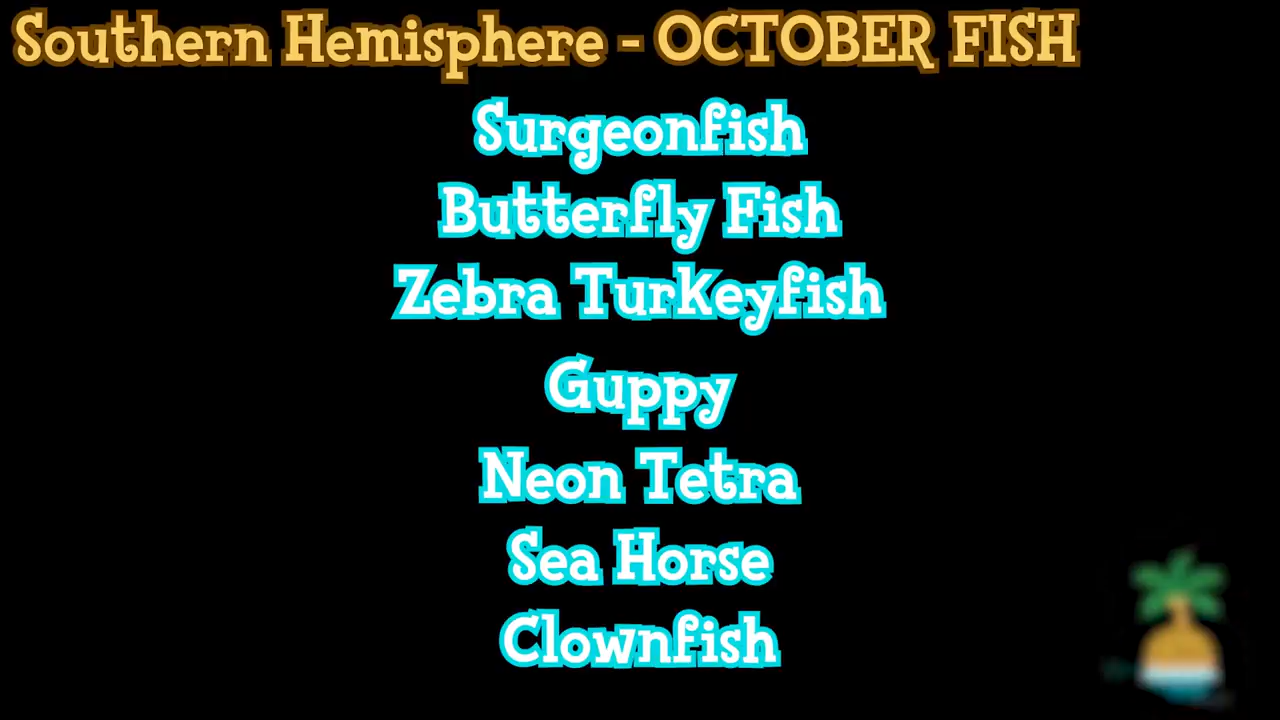 Southern Hemisphere - OCTOBER FISH
Surgeonfish
Butterfly Fish
Zebra Turkeyfish
Guppy
Neon Tetra
Sea Horse
Clownfish